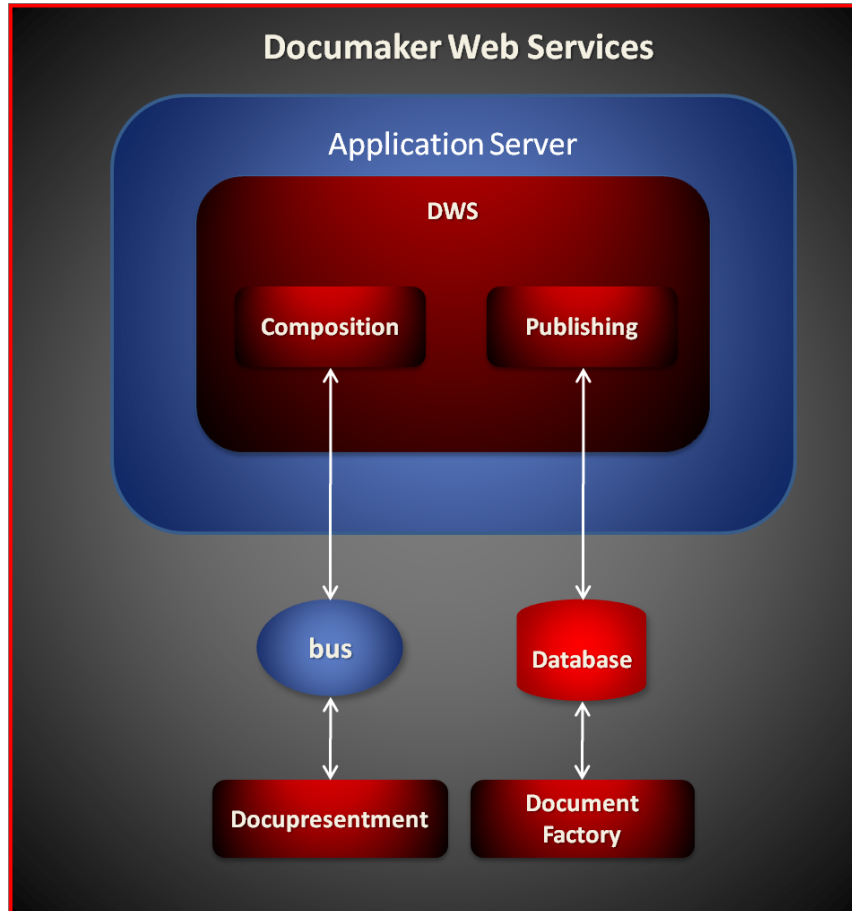 Documaker Web Services
Application Server
DWS
Composition
Publishing
bus
Database
Docupresentment
Document
Factory